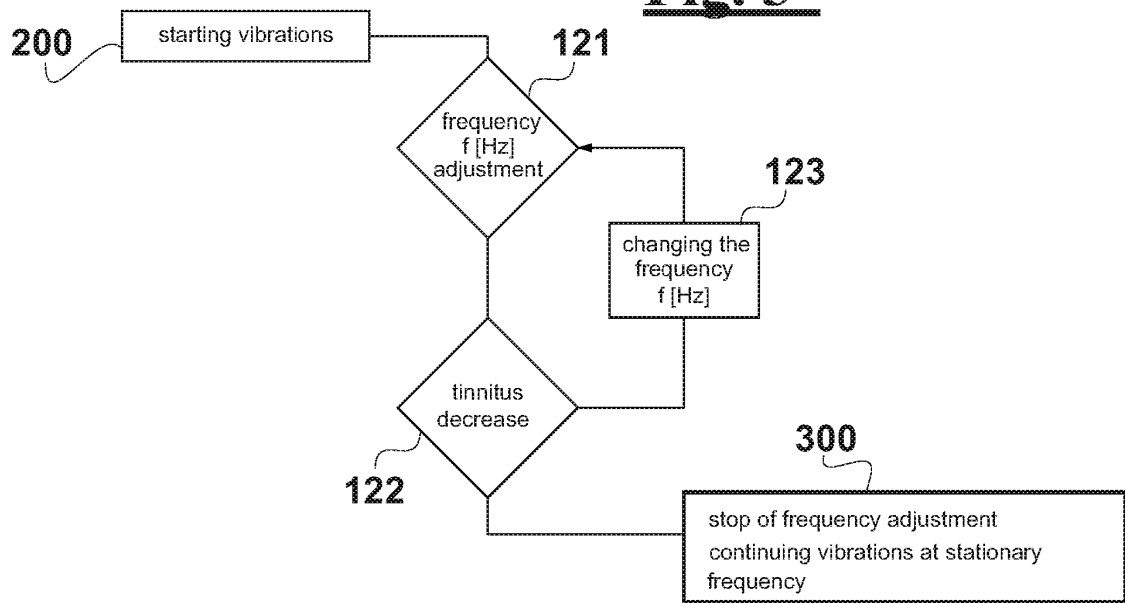 200
starting vibrations
121
frequency
f [Hz]
adjustment
123
changing the
frequency
f [Hz]
tinnitus
decrease
122
300
stop of frequency adjustment
continuing vibrations at stationary
frequency